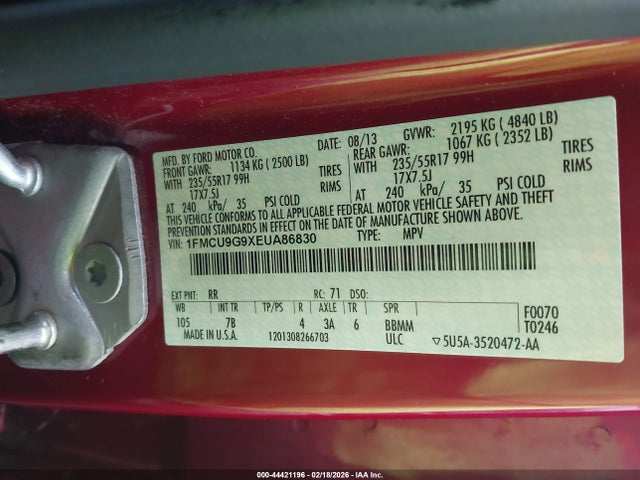 MFD. BY FORD MOTOR CO.
DATE: 08/13 GVWR: 2195 KG ( 4840 LB)
FRONT GAWR: 1134 KG ( 2500 LB) REAR GAWR: 1067 KG ( 2352 LB)
WITH 235/55R17 99H TIRES WITH 235/55R17 99H TIRES
17X7.5J RIMS 17X7.5J RIMS
AT 240 kPa/ 35 PSI COLD AT 240 kPa/ 35 PSI COLD
THIS VEHICLE CONFORMS TO ALL APPLICABLE FEDERAL MOTOR VEHICLE SAFETY AND THEFT
PREVENTION STANDARDS IN EFFECT ON THE DATE OF MANUFACTURE SHOWN ABOVE.
VIN: 1FMCU9G9XEUA86830 TYPE: MPV
EXT PNT: RR RC: 71 DSO:
WB INT TR TP/PS R AXLE TR SPR F0070
105 7B 4 3A 6 BBMM T0246
MADE IN U.S.A. 1201308266703 ULC ▽5U5A-3520472-AA
000-44421196 - 02/18/2026 - IAA Inc.